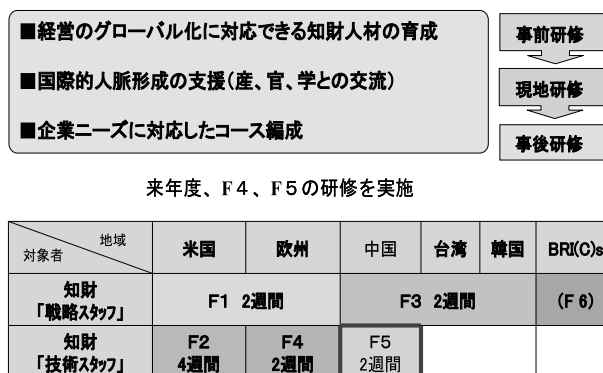 ■経営のグローバル化に対応できる知財人材の育成
■国際的人脈形成の支援(産、官、学との交流)
■企業ニーズに対応したコース編成
事前研修
現地研修
事後研修
来年度、F4、F5の研修を実施
地域
対象者
米国 欧州 中国 台湾 韓国 BRI(C)s
知財
「戦略スタッフ」
F1 2週間 F3 2週間 (F 6)
知財
「技術スタッフ」
F2
4週間
F4
2週間
F5
2週間